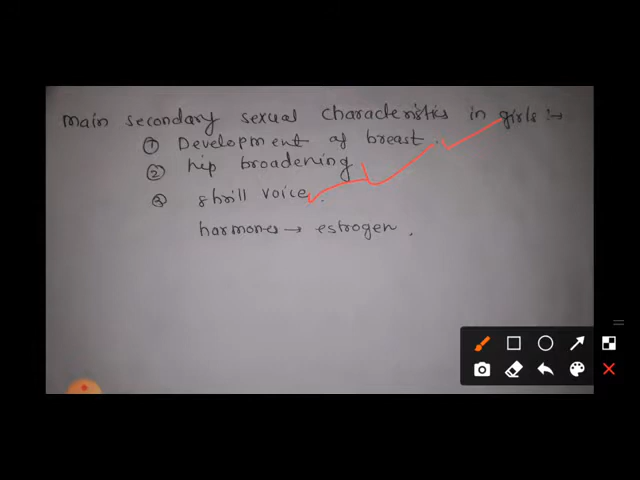 Main secondary sexual characteristics in girls :→
① Development of breast.
② hip broadening
③ shrill voice.
harmones → estrogen.